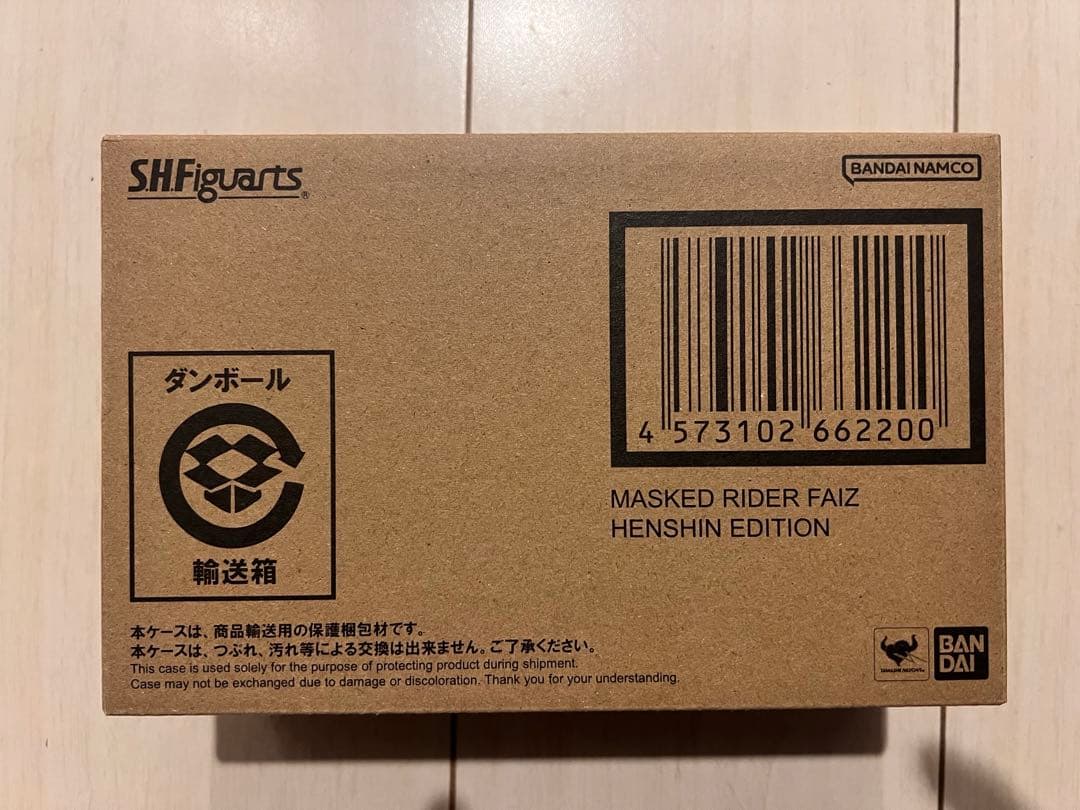 S.H.Figuarts®
BANDAI NAMCO
4 573102 662200
MASKED RIDER FAIZ
HENSHIN EDITION
ダンボール
輸送箱
本ケースは、商品輸送用の保護梱包材です。
本ケースは、つぶれ、汚れ等による交換は出来ません。ご了承ください。
This case is used solely for the purpose of protecting product during shipment.
Case may not be exchanged due to damage or discoloration. Thank you for your understanding.
TAMASHII NATIONS
BAN
DAI